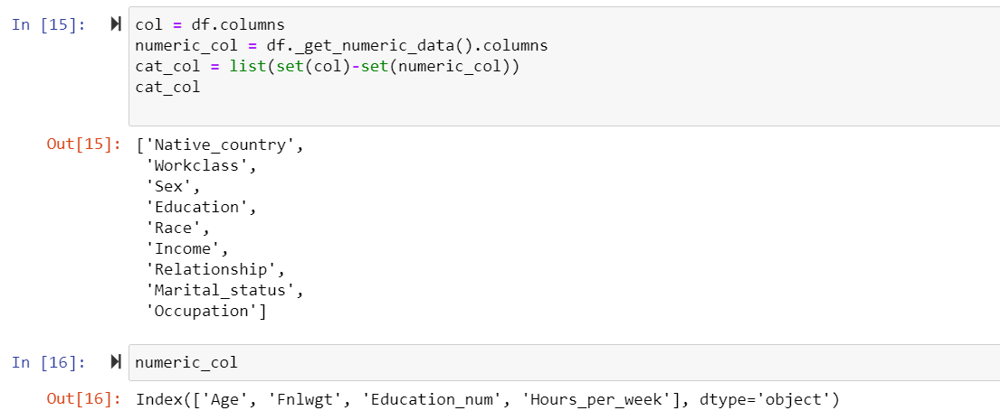 In [15]: col = df.columns
numeric_col = df._get_numeric_data().columns
cat_col = list(set(col)-set(numeric_col))
cat_col
Out[15]: ['Native_country',
'Workclass',
'Sex',
'Education',
'Race',
'Income',
'Relationship',
'Marital_status',
'Occupation']
In [16]: numeric_col
Out[16]: Index(['Age', 'Fnlwgt', 'Education_num', 'Hours_per_week'], dtype='object')